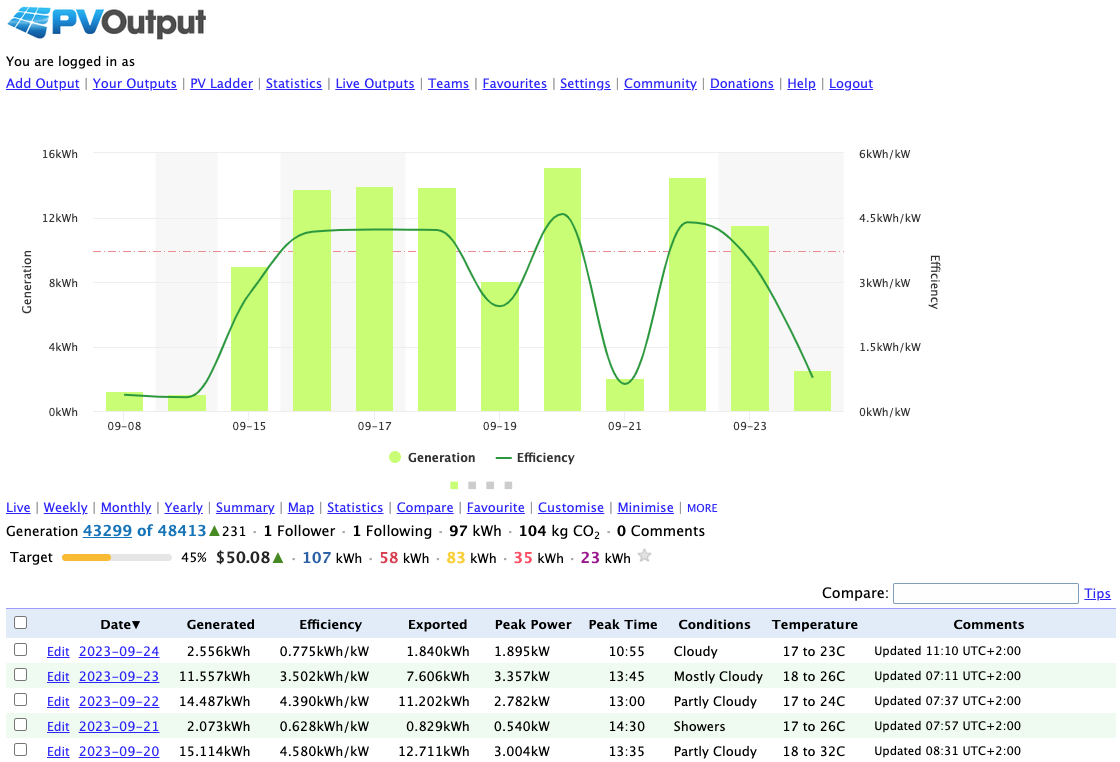 PVOutput
You are logged in as
Add Output | Your Outputs | PV Ladder | Statistics | Live Outputs | Teams | Favourites | Settings | Community | Donations | Help | Logout
16kWh 6kWh/kW
12kWh 4.5kWh/kW
8kWh 3kWh/kW
4kWh 1.5kWh/kW
0kWh 0kWh/kW
Generation
Efficiency
09-08 09-15 09-17 09-19 09-21 09-23
Generation Efficiency
Live | Weekly | Monthly | Yearly | Summary | Map | Statistics | Compare | Favourite | Customise | Minimise | MORE
Generation 43299 of 48413 ▲231 · 1 Follower · 1 Following · 97 kWh · 104 kg CO₂ · 0 Comments
Target 45% $50.08▲ · 107 kWh · 58 kWh · 83 kWh · 35 kWh · 23 kWh
Compare: Tips
Date▼ Generated Efficiency Exported Peak Power Peak Time Conditions Temperature Comments
Edit 2023-09-24 2.556kWh 0.775kWh/kW 1.840kWh 1.895kW 10:55 Cloudy 17 to 23C Updated 11:10 UTC+2:00
Edit 2023-09-23 11.557kWh 3.502kWh/kW 7.606kWh 3.357kW 13:45 Mostly Cloudy 18 to 26C Updated 07:11 UTC+2:00
Edit 2023-09-22 14.487kWh 4.390kWh/kW 11.202kWh 2.782kW 13:00 Partly Cloudy 17 to 24C Updated 07:37 UTC+2:00
Edit 2023-09-21 2.073kWh 0.628kWh/kW 0.829kWh 0.540kW 14:30 Showers 17 to 26C Updated 07:57 UTC+2:00
Edit 2023-09-20 15.114kWh 4.580kWh/kW 12.711kWh 3.004kW 13:35 Partly Cloudy 18 to 32C Updated 08:31 UTC+2:00